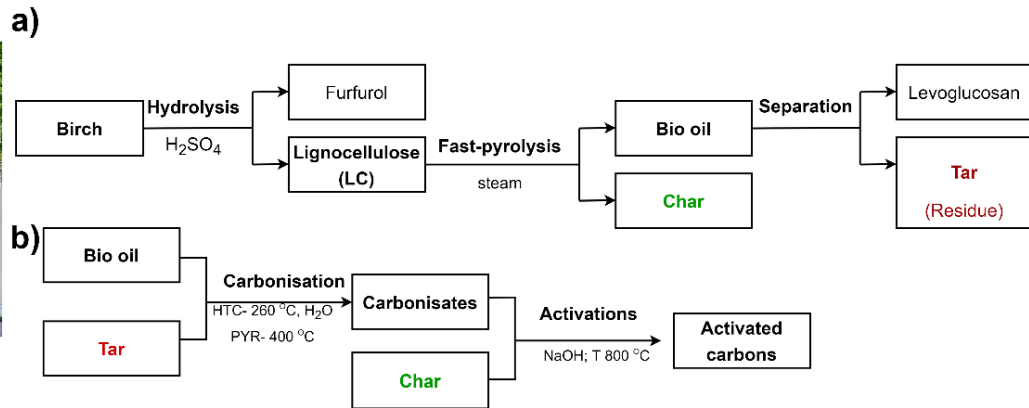 a)
Birch
Hydrolysis
H₂SO₄
Furfurol
Lignocellulose
(LC)
Fast-pyrolysis
steam
Bio oil
Char
Separation
Levoglucosan
Tar
(Residue)
b)
Bio oil
Tar
Carbonisation
HTC- 260 °C, H₂O
PYR- 400 °C
Carbonisates
Char
Activations
NaOH; T 800 °C
Activated
carbons